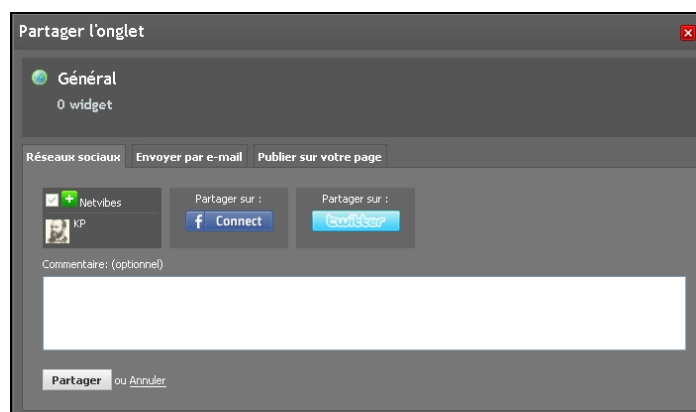 Partager l'onglet
Général
0 widget
Réseaux sociaux Envoyer par e-mail Publier sur votre page
Netvibes
KP
Partager sur :
f Connect
Partager sur :
twitter
Commentaire: (optionnel)
Partager ou Annuler